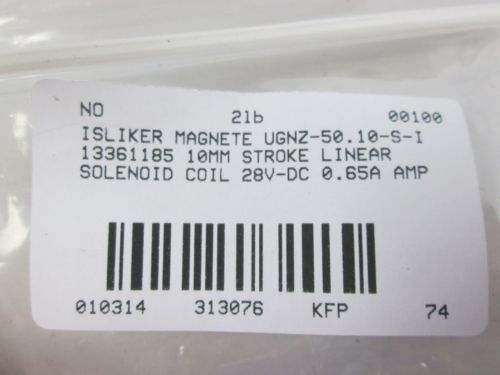 NO 2lb 00100
ISLIKER MAGNETE UGNZ-50.10-S-I
13361185 10MM STROKE LINEAR
SOLENOID COIL 28V-DC 0.65A AMP
010314 313076 KFP 74